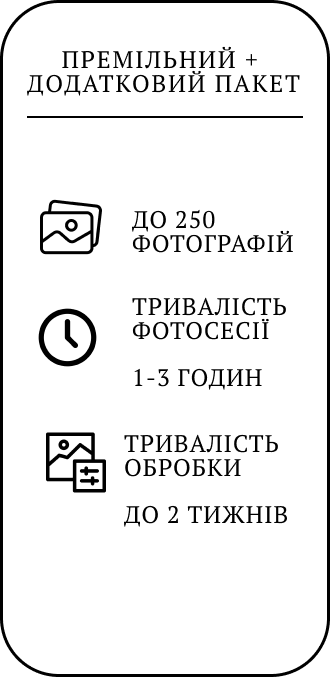 ПРЕМІЛЬНИЙ +
ДОДАТКОВИЙ ПАКЕТ
ДО 250
ФОТОГРАФІЙ
ТРИВАЛІСТЬ
ФОТОСЕСІЇ
1-3 ГОДИН
ТРИВАЛІСТЬ
ОБРОБКИ
ДО 2 ТИЖНІВ